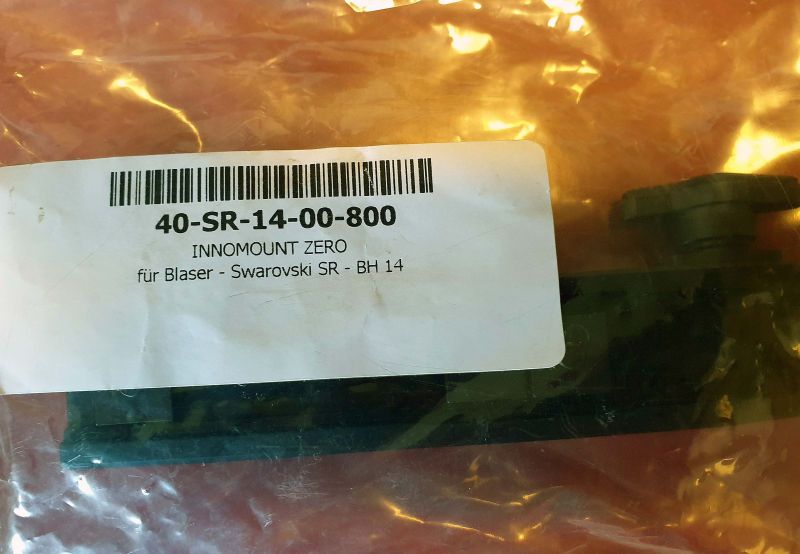 40-SR-14-00-800
INNOMOUNT ZERO
für Blaser - Swarovski SR - BH 14